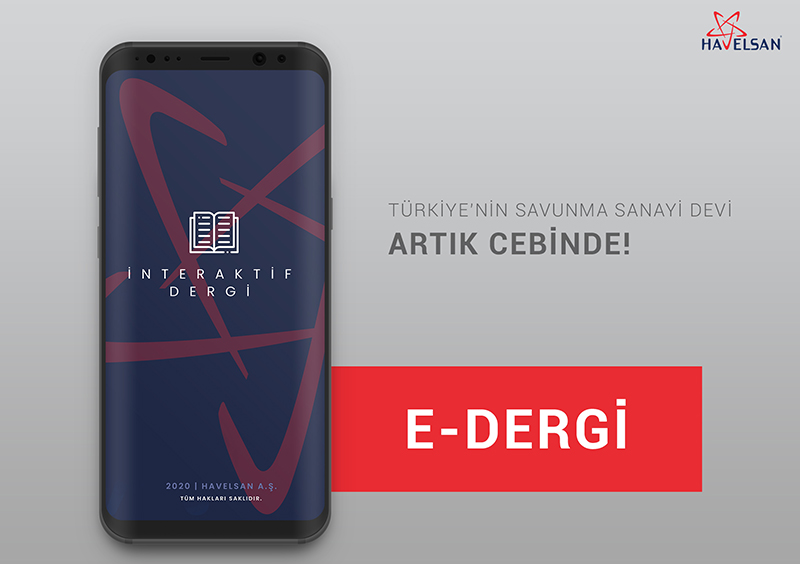 HAVELSAN
TÜRKİYE'NİN SAVUNMA SANAYİ DEVİ
ARTIK CEBİNDE!
İNTERAKTİF
DERGİ
E-DERGİ
2020 | HAVELSAN A.Ş.
TÜM HAKLARI SAKLIDIR.